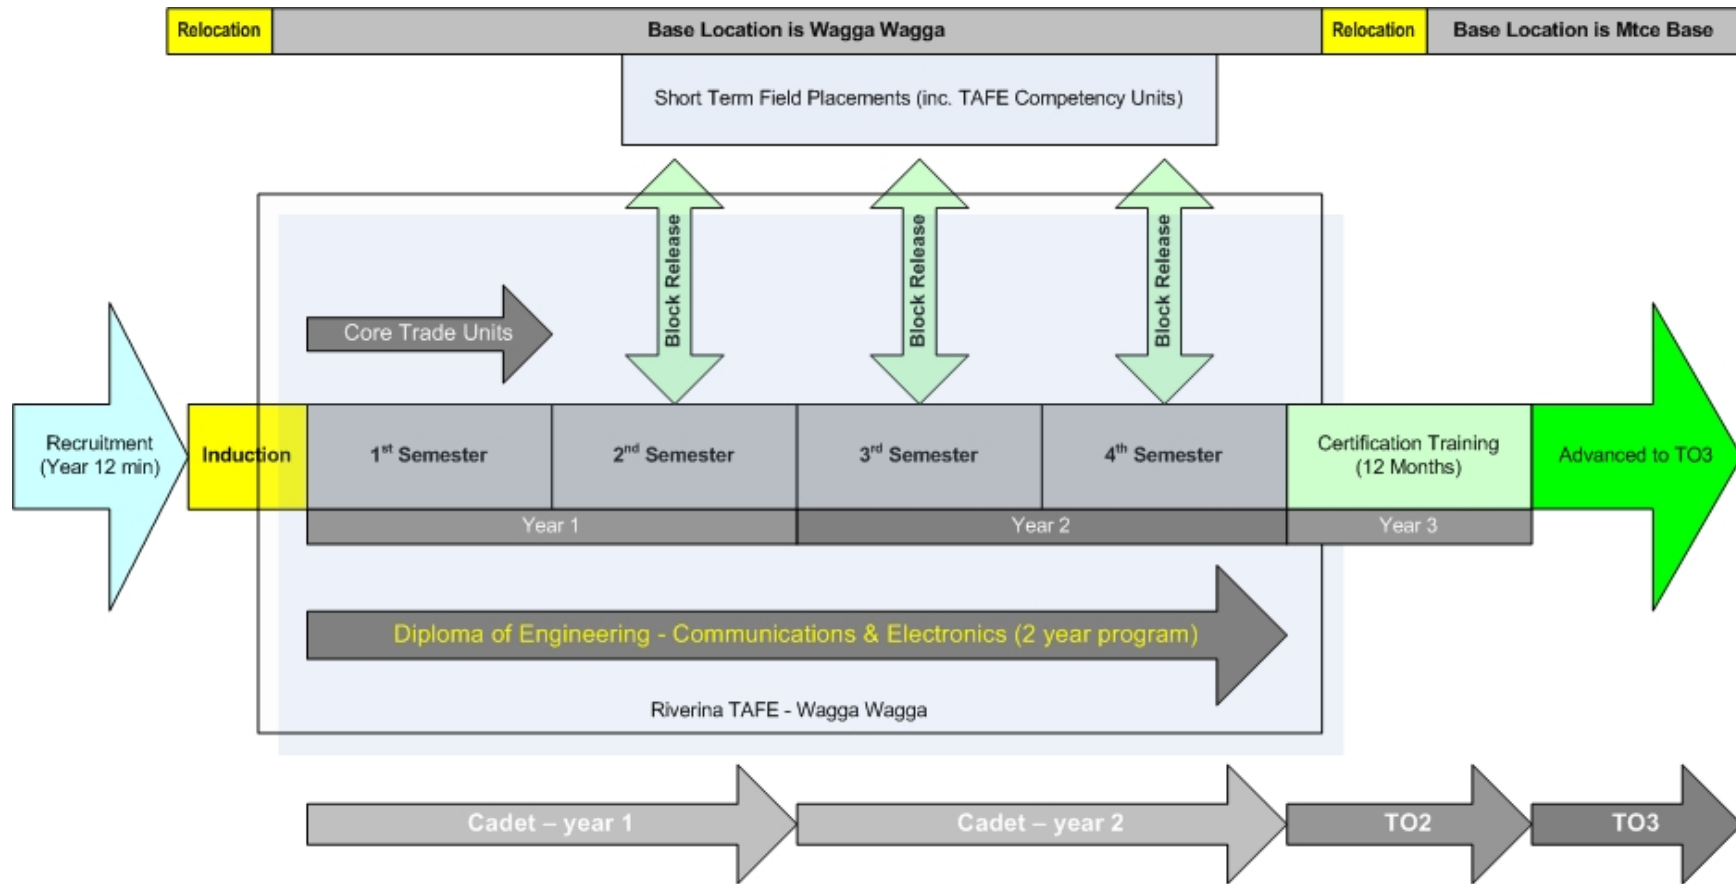 Relocation
Base Location is Wagga Wagga
Relocation
Base Location is Mtce Base
Short Term Field Placements (inc. TAFE Competency Units)
Block Release
Block Release
Block Release
Core Trade Units
Recruitment
(Year 12 min)
Induction
1st Semester
2nd Semester
3rd Semester
4th Semester
Certification Training
(12 Months)
Advanced to TO3
Year 1
Year 2
Year 3
Diploma of Engineering - Communications & Electronics (2 year program)
Riverina TAFE - Wagga Wagga
Cadet – year 1
Cadet – year 2
TO2
TO3